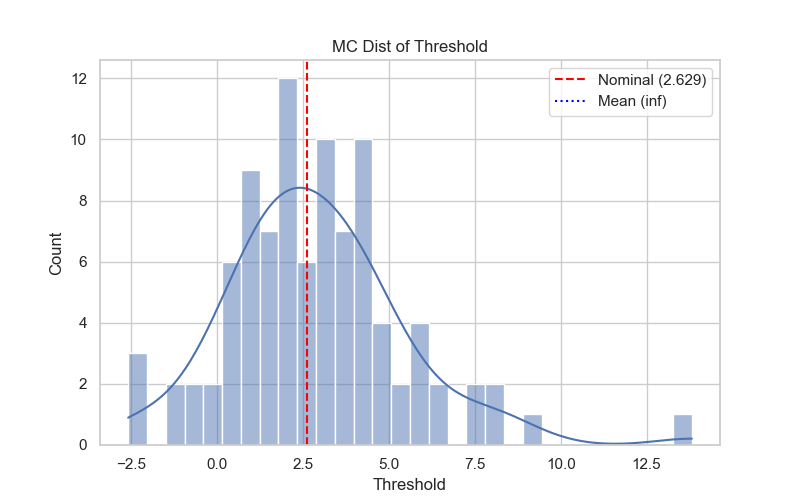 MC Dist of Threshold
Nominal (2.629)
Mean (inf)
12
10
8
6
4
2
0
Count
−2.5 0.0 2.5 5.0 7.5 10.0 12.5
Threshold